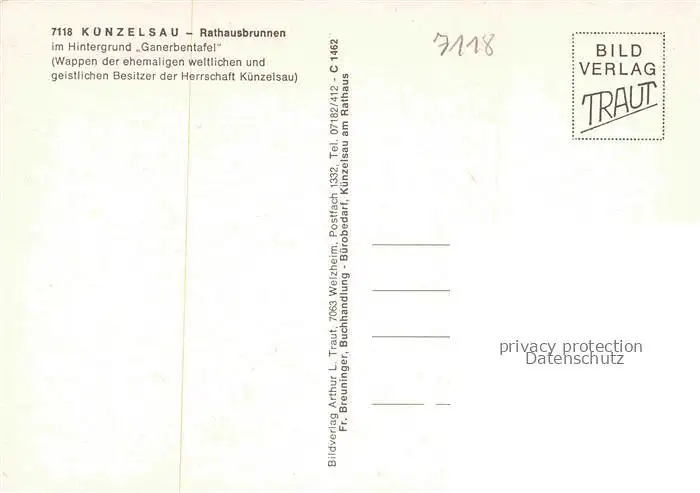 7118 KÜNZELSAU – Rathausbrunnen
im Hintergrund „Ganerbentafel“
(Wappen der ehemaligen weltlichen und
geistlichen Besitzer der Herrschaft Künzelsau)
Bildverlag Arthur L. Traut, 7063 Welzheim, Postfach 1332, Tel. 07182/412 - C 1462
Fr. Breuninger, Buchhandlung - Bürobedarf, Künzelsau am Rathaus
7118
BILD
VERLAG
TRAUT
privacy protection
Datenschutz